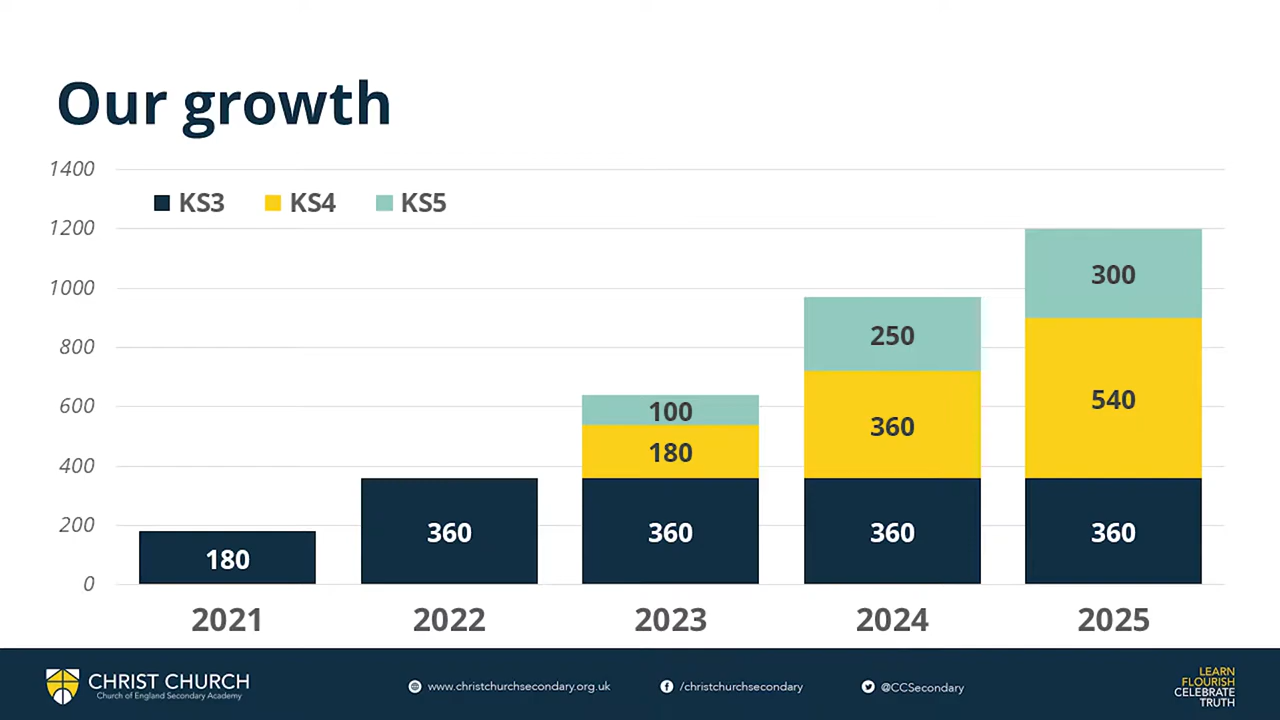 Our growth
1400
KS3 KS4 KS5
1200
1000
800
600
400
200
0
300
250
540
100
360
180
360 360 360 360
180
2021 2022 2023 2024 2025
CHRIST CHURCH
Church of England Secondary Academy
www.christchurchsecondary.org.uk
/christchurchsecondary
@CCSecondary
LEARN
FLOURISH
CELEBRATE
TRUTH